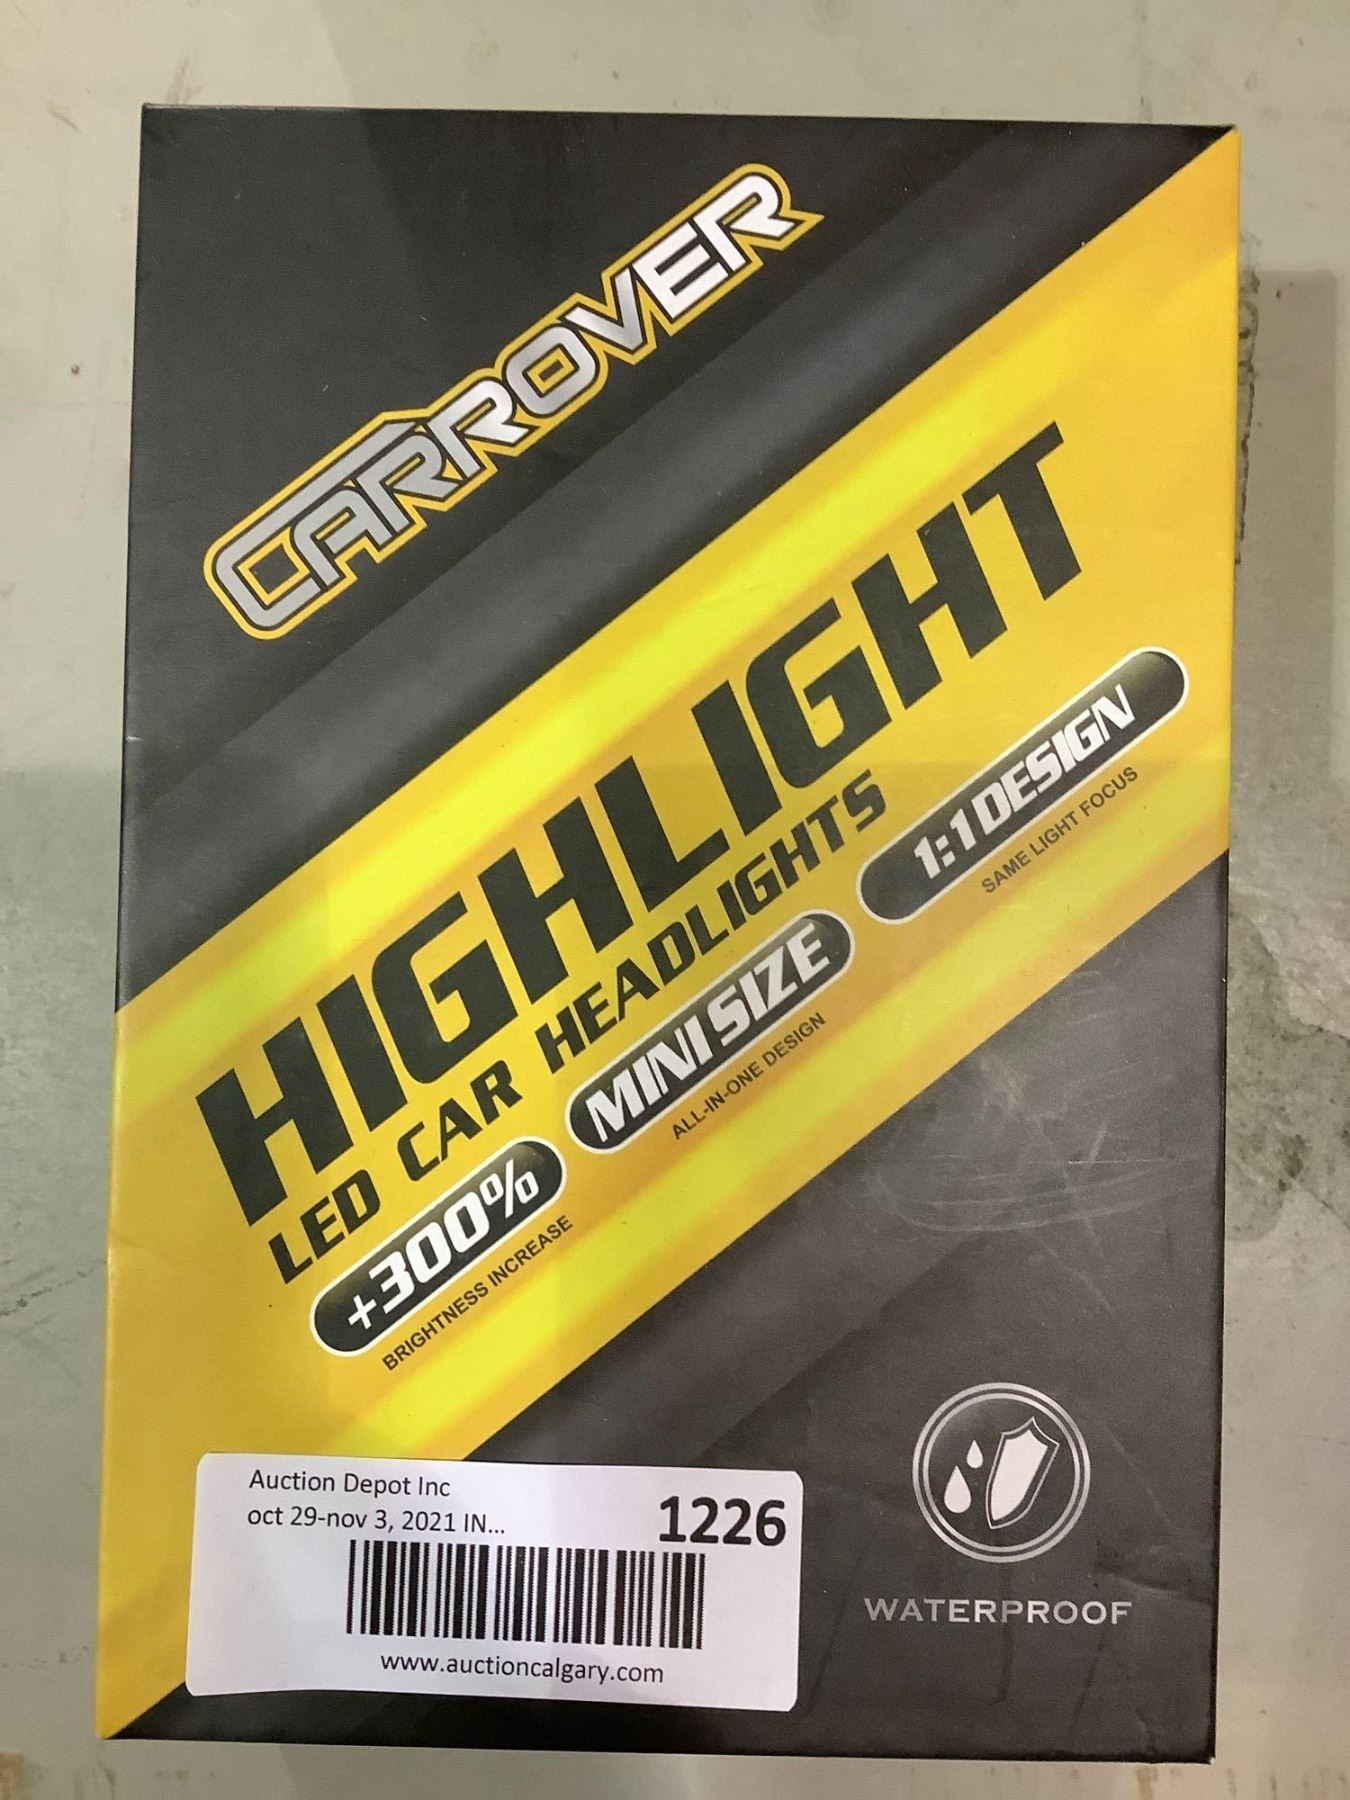 CARROVER
HIGHLIGHT
LED CAR HEADLIGHTS
+300%
BRIGHTNESS INCREASE
MINI SIZE
ALL-IN-ONE DESIGN
1:1 DESIGN
SAME LIGHT FOCUS
WATERPROOF
Auction Depot Inc
oct 29-nov 3, 2021 IN...
1226
www.auctioncalgary.com